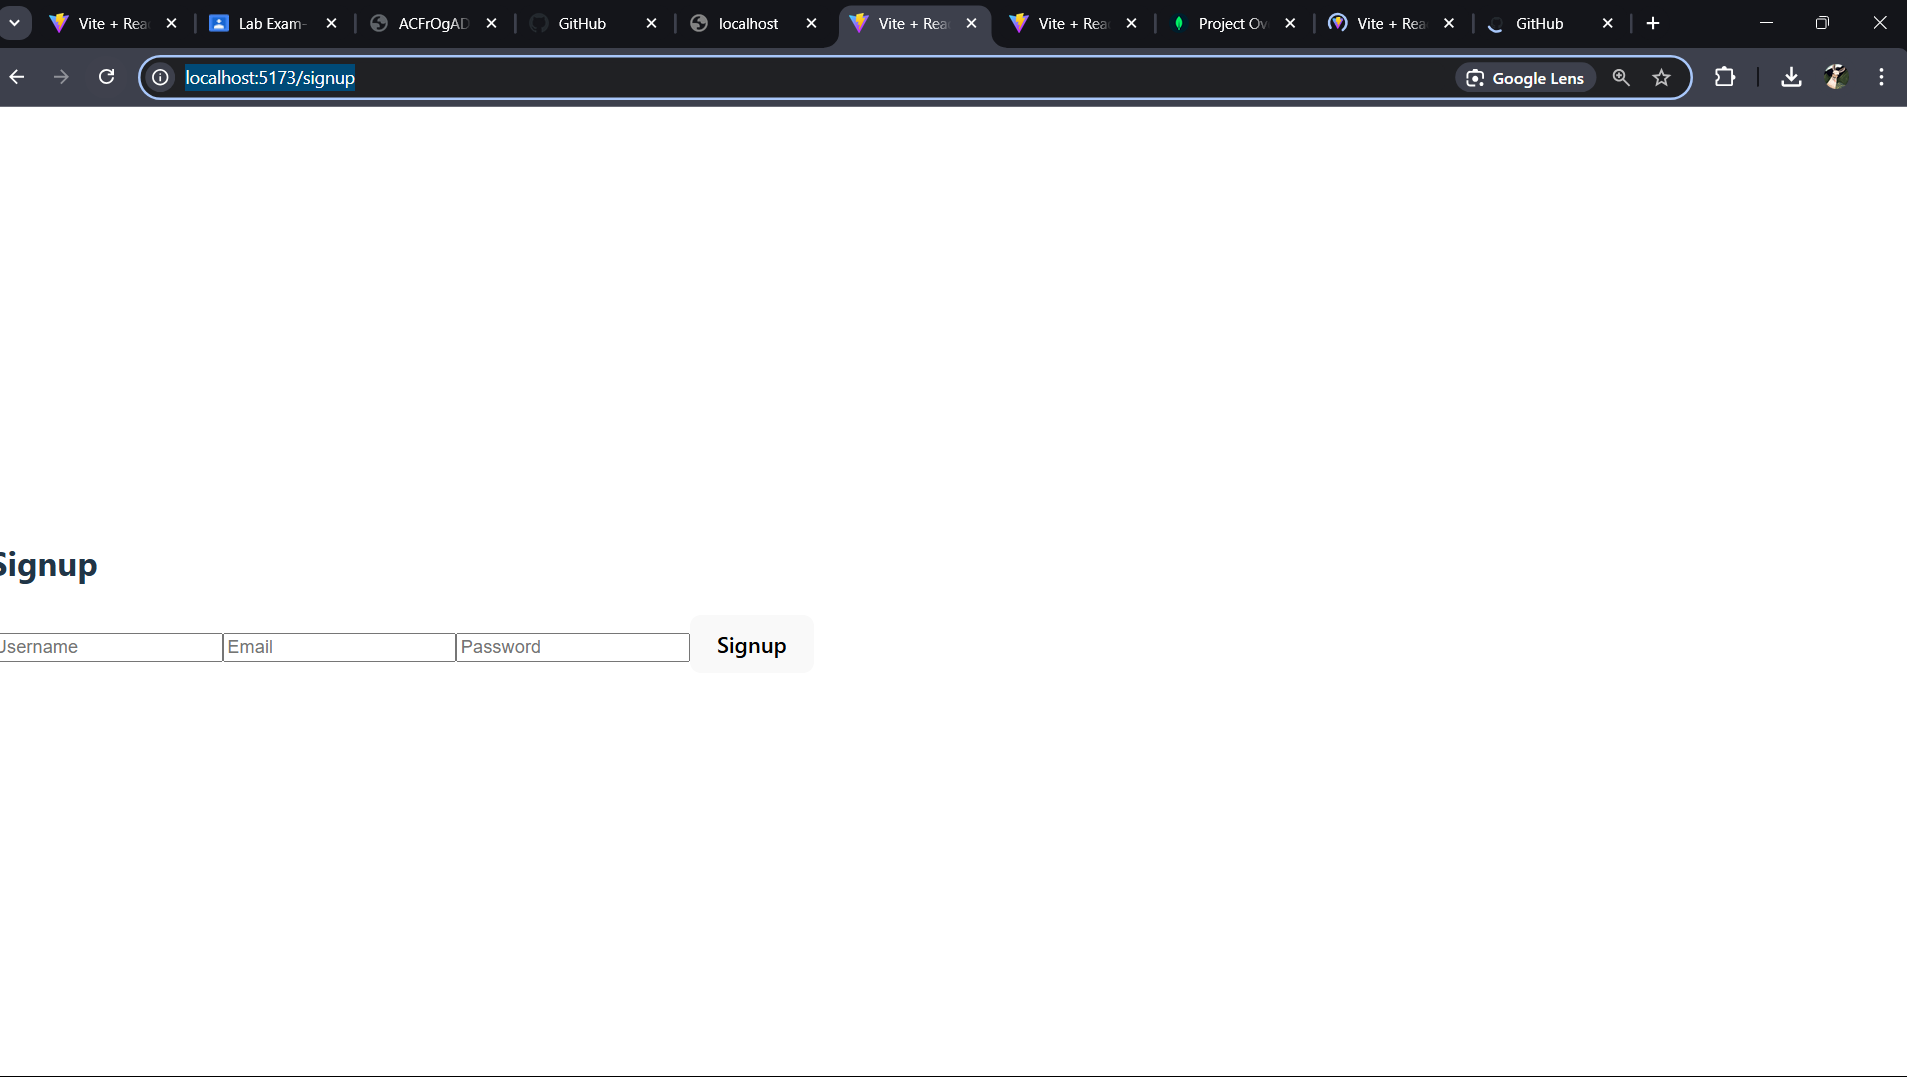 Vite + Rea
Lab Exam-
ACFrOgAD
GitHub
localhost
Vite + Rea
Vite + Rea
Project Ov
Vite + Rea
GitHub
localhost:5173/signup
Google Lens
Signup
Username
Email
Password
Signup